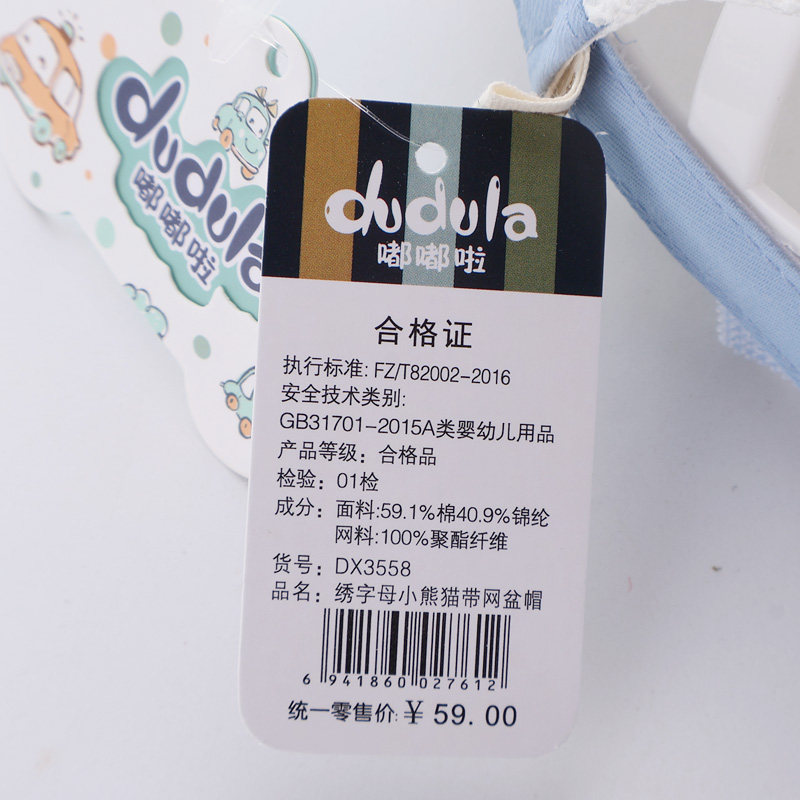 dudula
嘟嘟啦
dudula
嘟嘟啦
合格证
执行标准: FZ/T82002-2016
安全技术类别:
GB31701-2015A类婴幼儿用品
产品等级: 合格品
检验: 01检
成分: 面料:59.1%棉40.9%锦纶
网料:100%聚酯纤维
货号: DX3558
品名: 绣字母小熊猫带网盆帽
6 941860 027612
统一零售价: ¥ 59.00